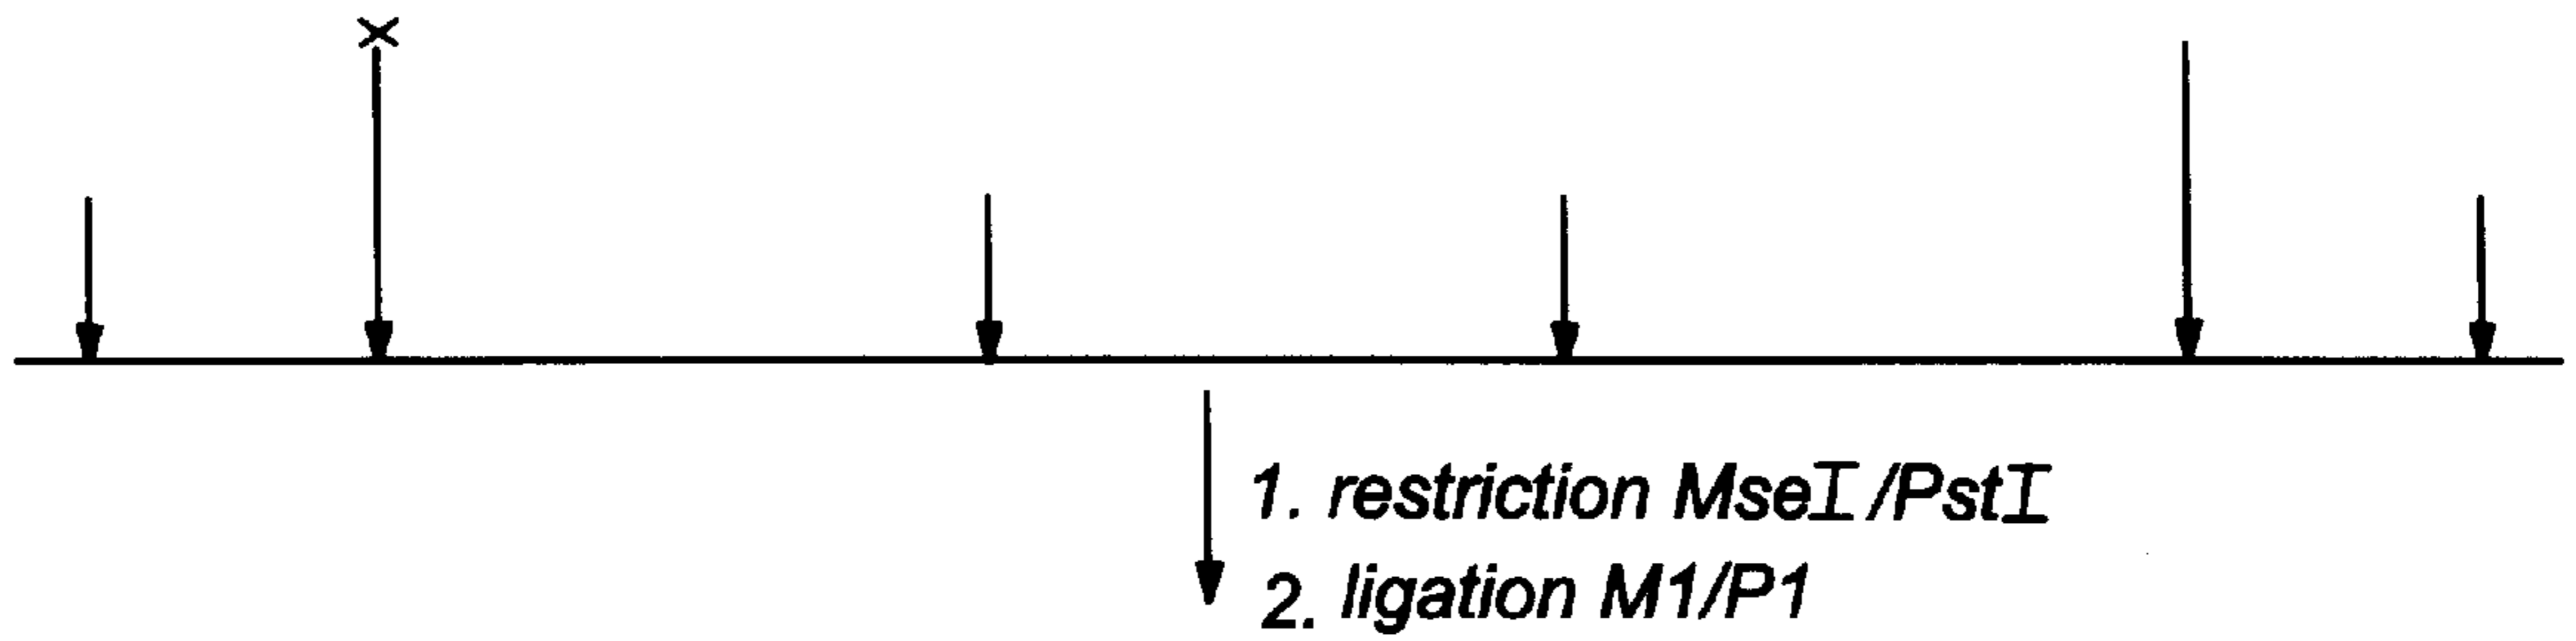 ×
1. restriction MseI/PstI
2. ligation M1/P1